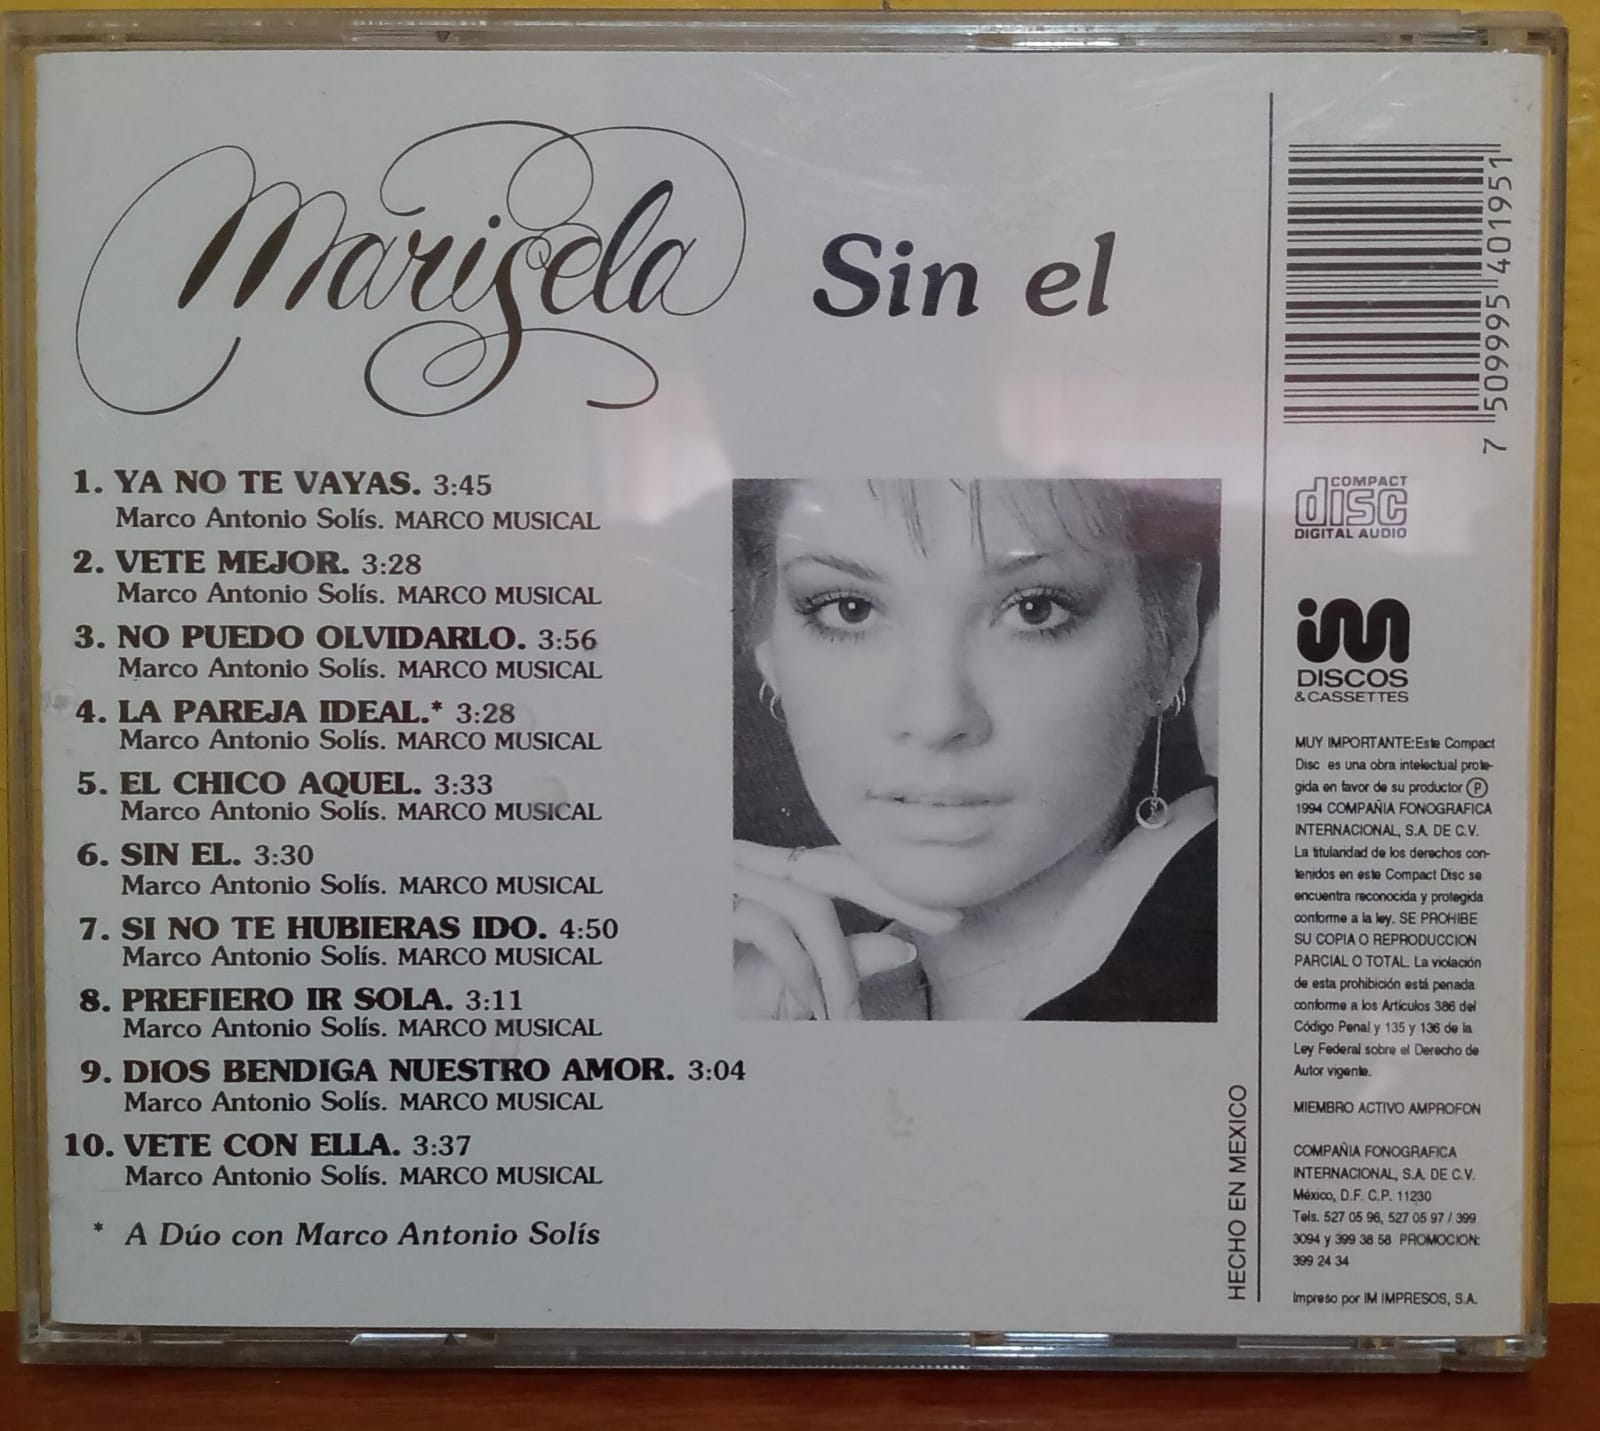 Marisela Sin el
1. YA NO TE VAYAS. 3:45
Marco Antonio Solís. MARCO MUSICAL
2. VETE MEJOR. 3:28
Marco Antonio Solís. MARCO MUSICAL
3. NO PUEDO OLVIDARLO. 3:56
Marco Antonio Solís. MARCO MUSICAL
4. LA PAREJA IDEAL.* 3:28
Marco Antonio Solís. MARCO MUSICAL
5. EL CHICO AQUEL. 3:33
Marco Antonio Solís. MARCO MUSICAL
6. SIN EL. 3:30
Marco Antonio Solís. MARCO MUSICAL
7. SI NO TE HUBIERAS IDO. 4:50
Marco Antonio Solís. MARCO MUSICAL
8. PREFIERO IR SOLA. 3:11
Marco Antonio Solís. MARCO MUSICAL
9. DIOS BENDIGA NUESTRO AMOR. 3:04
Marco Antonio Solís. MARCO MUSICAL
10. VETE CON ELLA. 3:37
Marco Antonio Solís. MARCO MUSICAL
* A Dúo con Marco Antonio Solís
HECHO EN MEXICO
7 509995 401951
COMPACT
disc
DIGITAL AUDIO
im
DISCOS
& CASSETTES
MUY IMPORTANTE:Este Compact
Disc es una obra intelectual prote-
gida en favor de su productor Ⓟ
1994 COMPAÑIA FONOGRAFICA
INTERNACIONAL, S.A. DE C.V.
La titularidad de los derechos con-
tenidos en este Compact Disc se
encuentra reconocida y protegida
conforme a la ley. SE PROHIBE
SU COPIA O REPRODUCCION
PARCIAL O TOTAL. La violación
de esta prohibición está penada
conforme a los Artículos 386 del
Código Penal y 135 y 136 de la
Ley Federal sobre el Derecho de
Autor vigente.
MIEMBRO ACTIVO AMPROFON
COMPAÑIA FONOGRAFICA
INTERNACIONAL, S.A. DE C.V.
México, D.F. C.P. 11230
Tels. 527 05 96, 527 05 97 / 399
3094 y 399 38 58 PROMOCION:
399 24 34
Impreso por IM IMPRESOS, S.A.